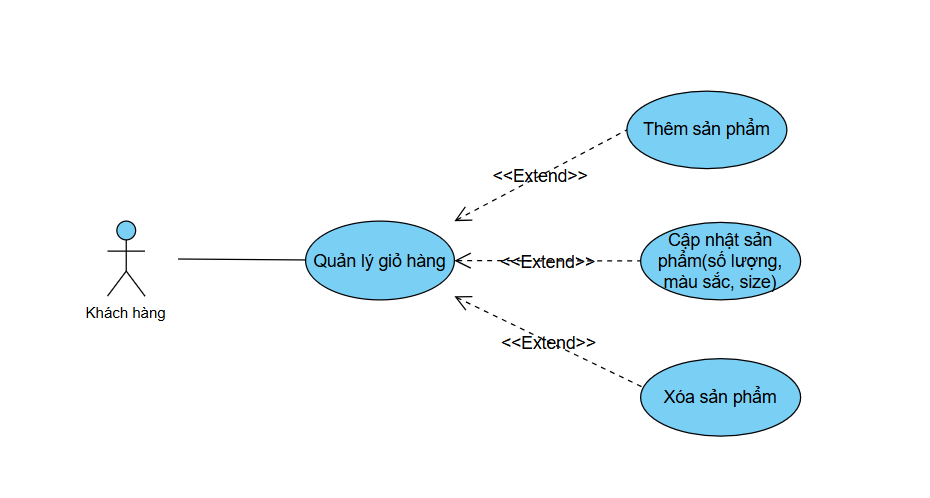 Thêm sản phẩm
<<Extend>>
Khách hàng
Quản lý giỏ hàng
<<Extend>>
Cập nhật sản
phẩm(số lượng,
màu sắc, size)
<<Extend>>
Xóa sản phẩm